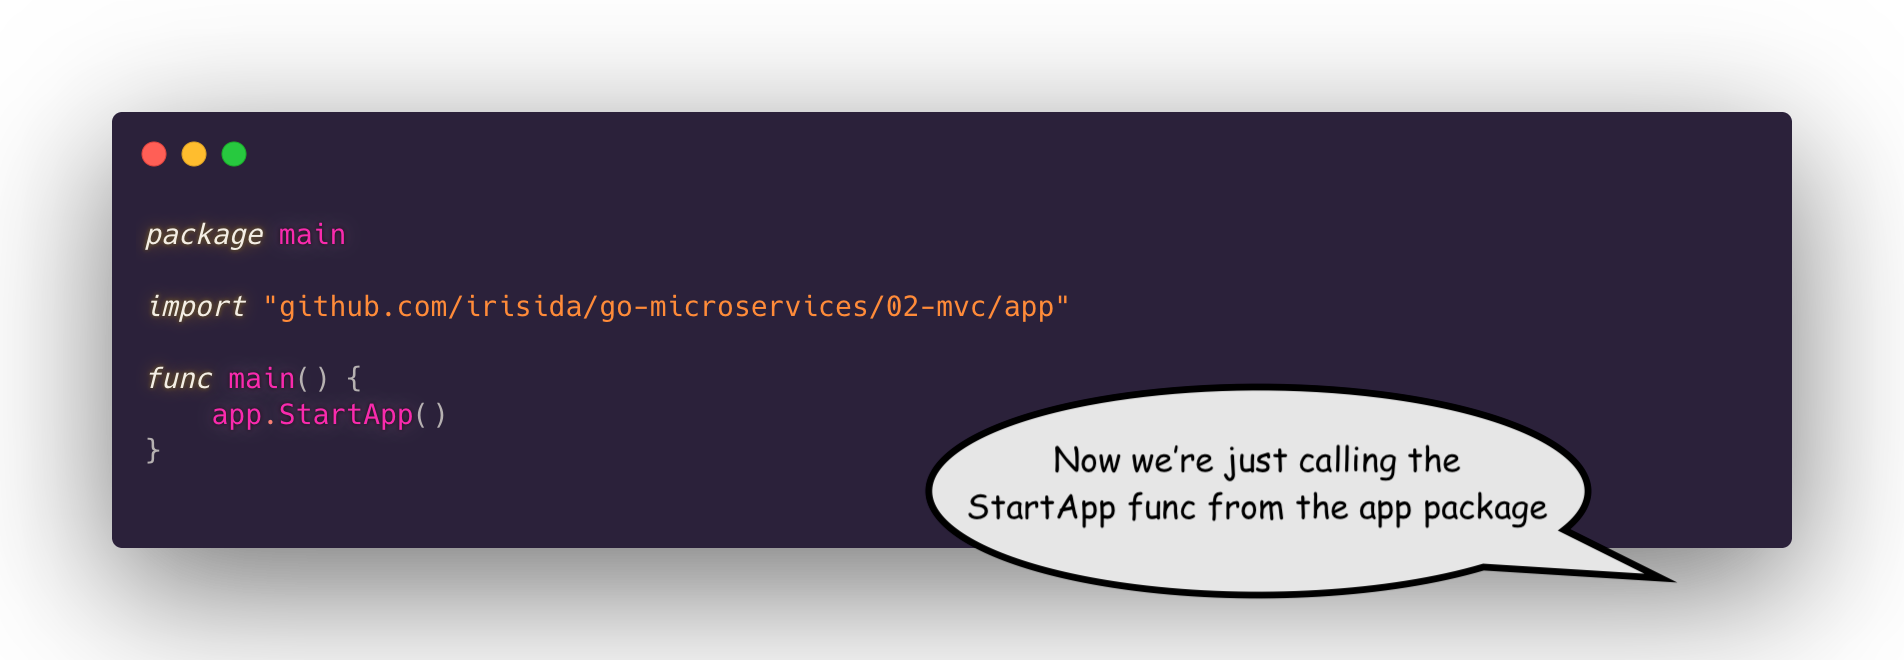 package main
import "github.com/irisida/go-microservices/02-mvc/app"
func main() {
    app.StartApp()
}
Now we're just calling the
StartApp func from the app package